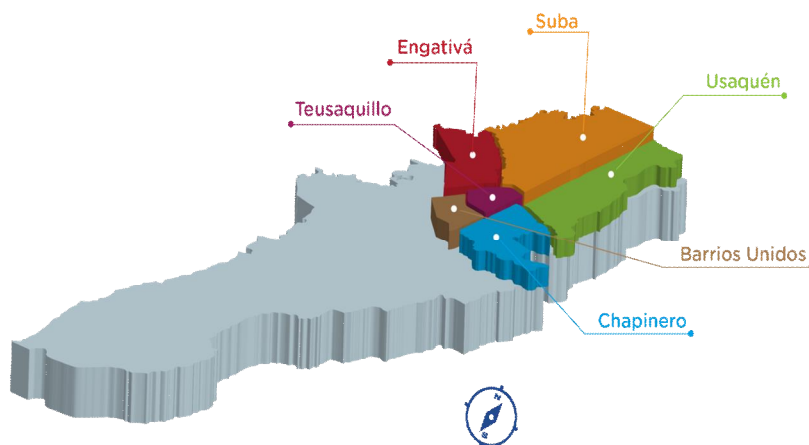 Suba
Engativá
Usaquén
Teusaquillo
Barrios Unidos
Chapinero
N
S